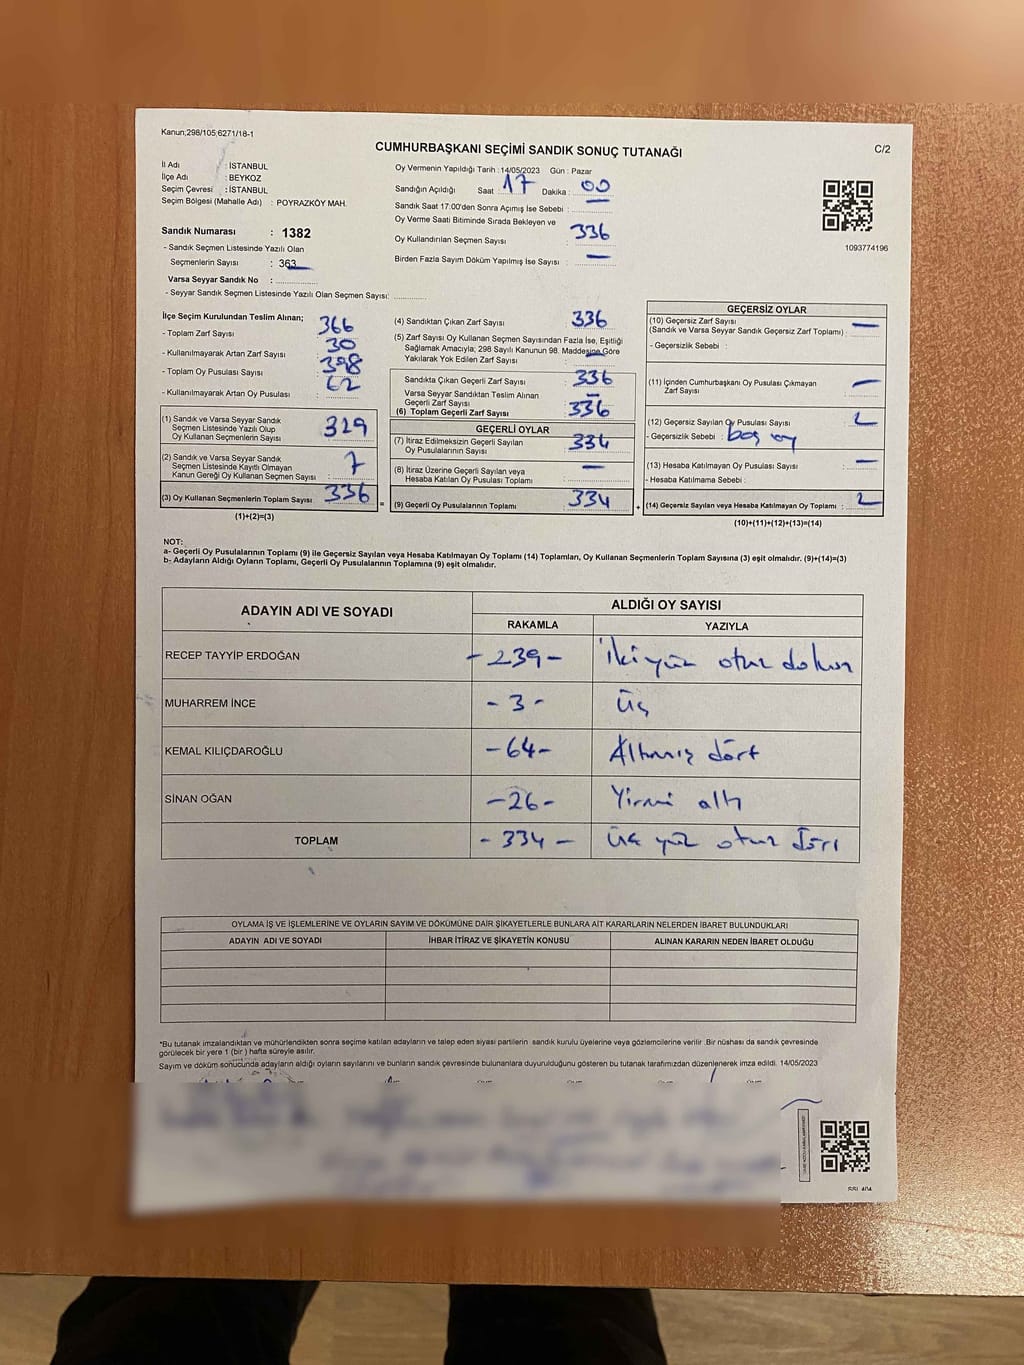 Kanun;298/105;6271/18-1
CUMHURBAŞKANI SEÇİMİ SANDIK SONUÇ TUTANAĞI
C/2
İl Adı : İSTANBUL
İlçe Adı : BEYKOZ
Seçim Çevresi : İSTANBUL
Seçim Bölgesi (Mahalle Adı) : POYRAZKÖY MAH.
Sandık Numarası : 1382
- Sandık Seçmen Listesinde Yazılı Olan
Seçmenlerin Sayısı : 363
Varsa Seyyar Sandık No :
- Seyyar Sandık Seçmen Listesinde Yazılı Olan Seçmen Sayısı:
Oy Vermenin Yapıldığı Tarih : 14/05/2023 Gün : Pazar
Sandığın Açıldığı Saat : 17 Dakika : 00
Sandık Saat 17:00'den Sonra Açımış İse Sebebi :
Oy Verme Saati Bitiminde Sırada Bekleyen ve
Oy Kullandırılan Seçmen Sayısı : 336
Birden Fazla Sayım Döküm Yapılmış İse Sayısı : —
1093774196
İlçe Seçim Kurulundan Teslim Alınan;
- Toplam Zarf Sayısı : 366
- Kullanılmayarak Artan Zarf Sayısı : 30
- Toplam Oy Pusulası Sayısı : 398
- Kullanılmayarak Artan Oy Pusulası : 62
(1) Sandık ve Varsa Seyyar Sandık
Seçmen Listesinde Yazılı Olup
Oy Kullanan Seçmenlerin Sayısı : 329
(2) Sandık ve Varsa Seyyar Sandık
Seçmen Listesinde Kayıtlı Olmayan
Kanun Gereği Oy Kullanan Seçmen Sayısı : 7
(3) Oy Kullanan Seçmenlerin Toplam Sayısı : 336
(1)+(2)=(3)
(4) Sandıktan Çıkan Zarf Sayısı : 336
(5) Zarf Sayısı Oy Kullanan Seçmen Sayısından Fazla İse, Eşitliği
Sağlamak Amacıyla; 298 Sayılı Kanunun 98. Maddesine Göre
Yakılarak Yok Edilen Zarf Sayısı : —
Sandıkta Çıkan Geçerli Zarf Sayısı : 336
Varsa Seyyar Sandıktan Teslim Alınan
Geçerli Zarf Sayısı : —
(6) Toplam Geçerli Zarf Sayısı : 336
GEÇERLİ OYLAR
(7) İtiraz Edilmeksizin Geçerli Sayılan
Oy Pusulalarının Sayısı : 334
(8) İtiraz Üzerine Geçerli Sayılan veya
Hesaba Katılan Oy Pusulası Toplamı : —
(9) Geçerli Oy Pusulalarının Toplamı : 334
GEÇERSİZ OYLAR
(10) Geçersiz Zarf Sayısı
(Sandık ve Varsa Seyyar Sandık Geçersiz Zarf Toplamı) : —
- Geçersizlik Sebebi :
(11) İçinden Cumhurbaşkanı Oy Pusulası Çıkmayan
Zarf Sayısı : —
(12) Geçersiz Sayılan Oy Pusulası Sayısı : 2
- Geçersizlik Sebebi : boş oy
(13) Hesaba Katılmayan Oy Pusulası Sayısı : —
- Hesaba Katılmama Sebebi :
(14) Geçersiz Sayılan veya Hesaba Katılmayan Oy Toplamı : 2
(10)+(11)+(12)+(13)=(14)
NOT:
a- Geçerli Oy Pusulalarının Toplamı (9) ile Geçersiz Sayılan veya Hesaba Katılmayan Oy Toplamı (14) Toplamları, Oy Kullanan Seçmenlerin Toplam Sayısına (3) eşit olmalıdır. (9)+(14)=(3)
b- Adayların Aldığı Oyların Toplamı, Geçerli Oy Pusulalarının Toplamına (9) eşit olmalıdır.
ADAYIN ADI VE SOYADI ALDIĞI OY SAYISI
RAKAMLA YAZIYLA
RECEP TAYYİP ERDOĞAN - 239 - İki yüz otuz dokuz
MUHARREM İNCE - 3 - Üç
KEMAL KILIÇDAROĞLU - 64 - Altmış dört
SİNAN OĞAN - 26 - Yirmi altı
TOPLAM - 334 - Üç yüz otuz dört
OYLAMA İŞ VE İŞLEMLERİNE VE OYLARIN SAYIM VE DÖKÜMÜNE DAİR ŞİKAYETLERLE BUNLARA AİT KARARLARIN NELERDEN İBARET BULUNDUKLARI
ADAYIN ADI VE SOYADI İHBAR İTİRAZ VE ŞİKAYETİN KONUSU ALINAN KARARIN NEDEN İBARET OLDUĞU
*Bu tutanak imzalandıktan ve mühürlendikten sonra seçime katılan adayların ve talep eden siyasi partilerin sandık kurulu üyelerine veya gözlemcilerine verilir .Bir nüshası da sandık çevresinde
görülecek bir yere 1 (bir ) hafta süreyle asılır.
Sayım ve döküm sonucunda adayların aldığı oyların sayılarını ve bunların sandık çevresinde bulunanlara duyurulduğunu gösteren bu tutanak tarafımızdan düzenlenerek imza edildi. 14/05/2023